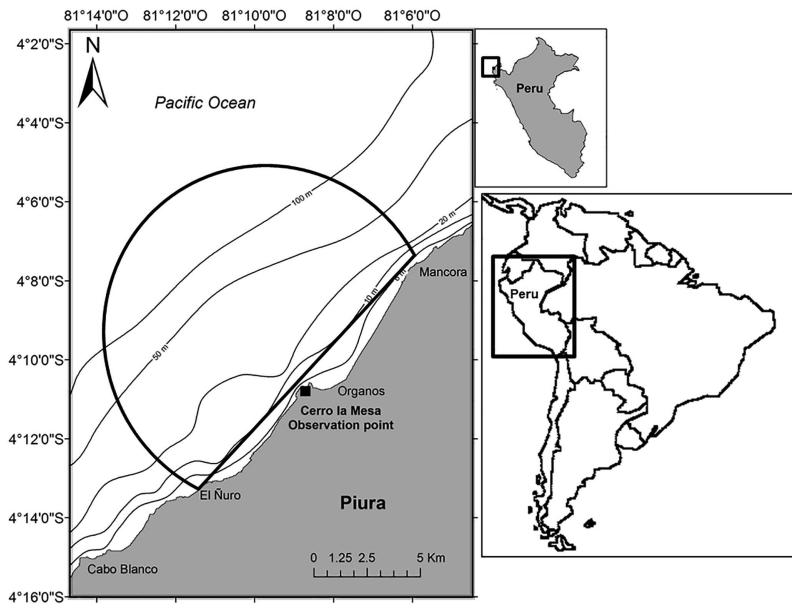 81°14'0"O 81°12'0"O 81°10'0"O 81°8'0"O 81°6'0"O
4°2'0"S
4°4'0"S
4°6'0"S
4°8'0"S
4°10'0"S
4°12'0"S
4°14'0"S
4°16'0"S
N
Pacific Ocean
100 m
20 m
50 m
10 m
Mancora
Organos
Cerro la Mesa
Observation point
El Ñuro
Piura
Cabo Blanco
0 1.25 2.5 5 Km
Peru
Peru